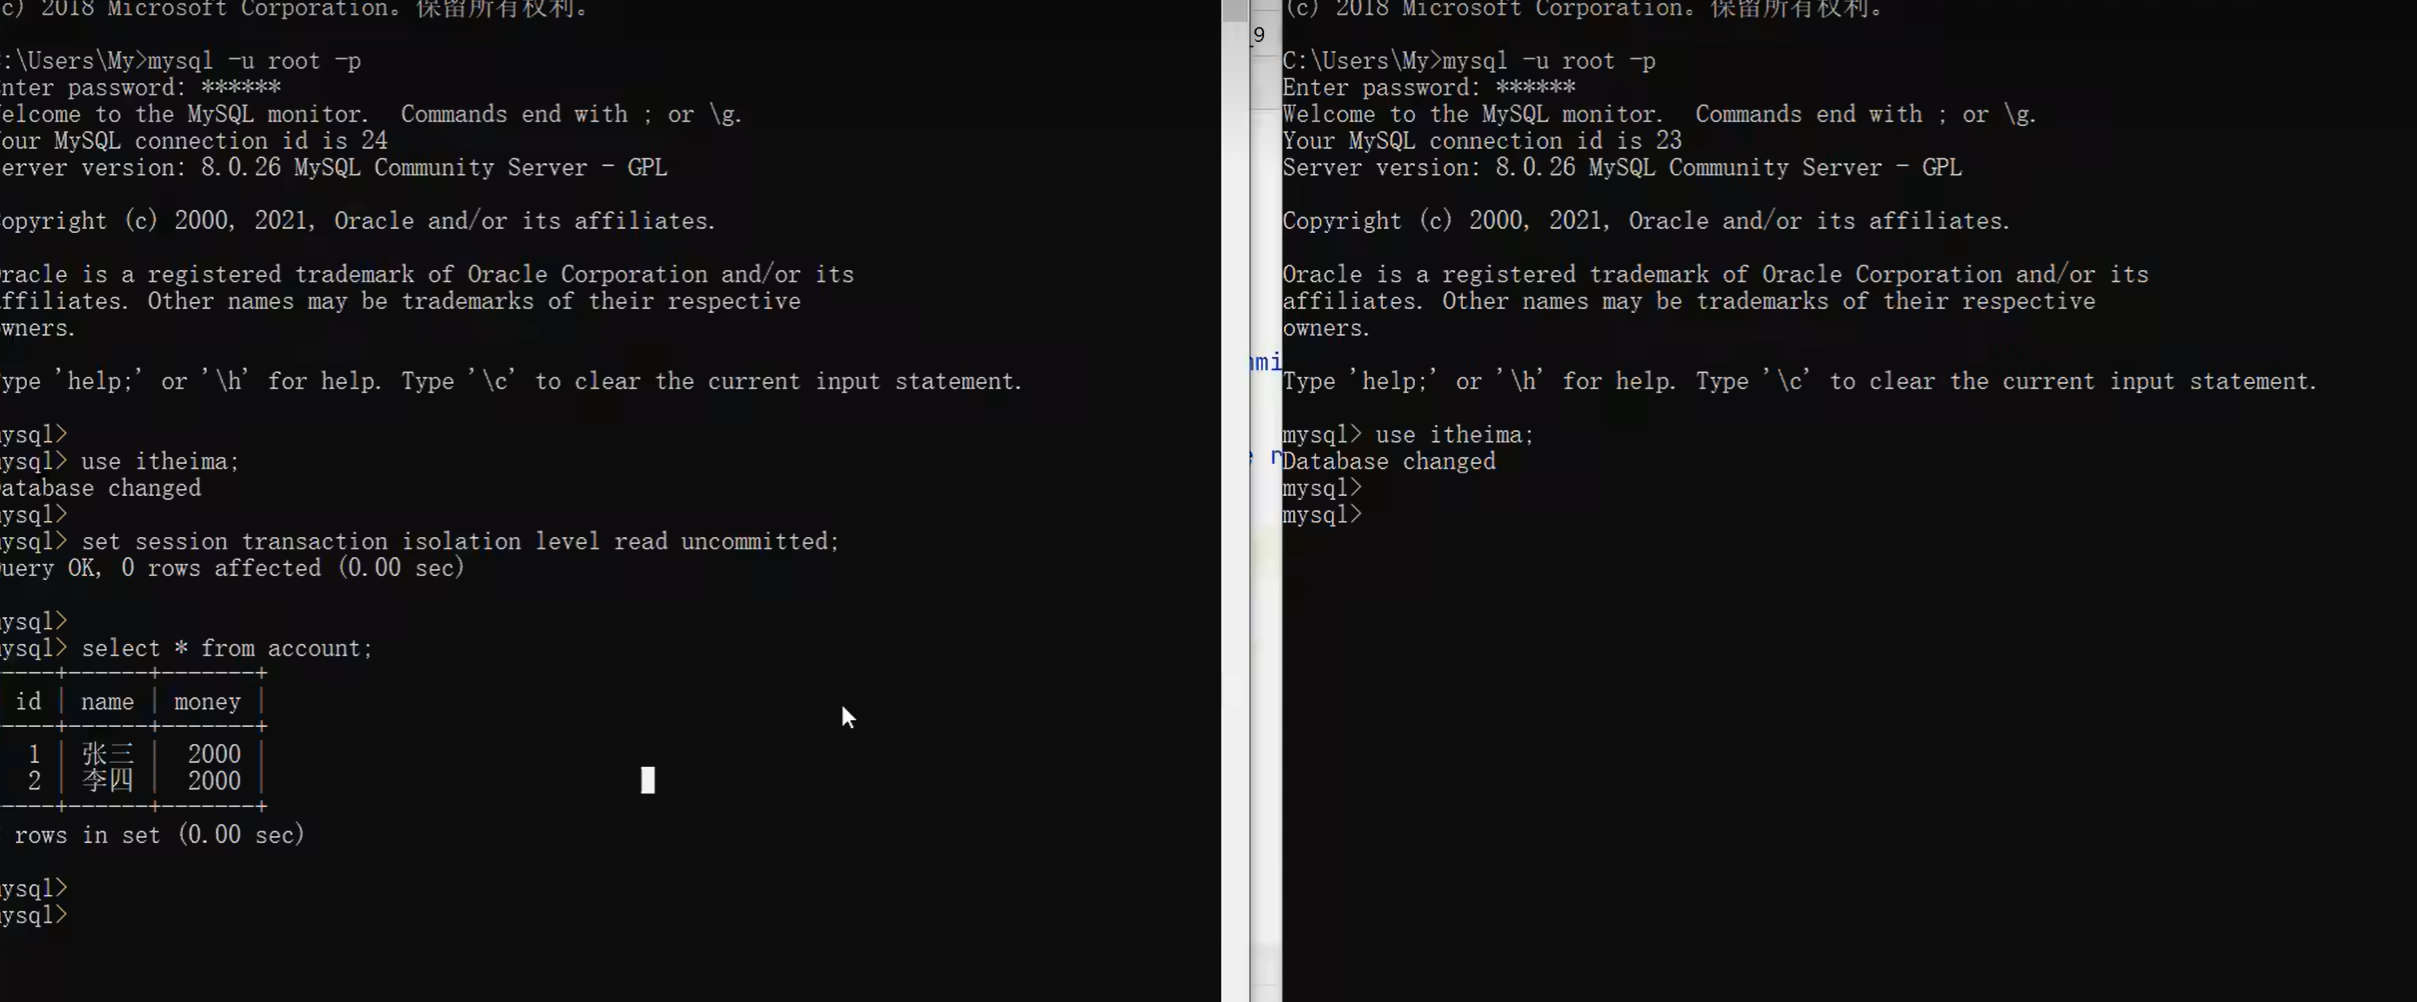 c) 2018 Microsoft Corporation。保留所有权利。
:\Users\My>mysql -u root -p
nter password: ******
elcome to the MySQL monitor.  Commands end with ; or \g.
our MySQL connection id is 24
erver version: 8.0.26 MySQL Community Server - GPL
opyright (c) 2000, 2021, Oracle and/or its affiliates.
racle is a registered trademark of Oracle Corporation and/or its
ffiliates. Other names may be trademarks of their respective
wners.
ype 'help;' or '\h' for help. Type '\c' to clear the current input statement.
ysql>
ysql> use itheima;
atabase changed
ysql>
ysql> set session transaction isolation level read uncommitted;
uery OK, 0 rows affected (0.00 sec)
ysql>
ysql> select * from account;
----+------+-------+
id | name | money |
----+------+-------+
1 | 张三 | 2000 |
2 | 李四 | 2000 |
----+------+-------+
rows in set (0.00 sec)
ysql>
ysql>
_9
mi
r
(c) 2018 Microsoft Corporation。保留所有权利。
C:\Users\My>mysql -u root -p
Enter password: ******
Welcome to the MySQL monitor.  Commands end with ; or \g.
Your MySQL connection id is 23
Server version: 8.0.26 MySQL Community Server - GPL
Copyright (c) 2000, 2021, Oracle and/or its affiliates.
Oracle is a registered trademark of Oracle Corporation and/or its
affiliates. Other names may be trademarks of their respective
owners.
Type 'help;' or '\h' for help. Type '\c' to clear the current input statement.
mysql> use itheima;
Database changed
mysql>
mysql>